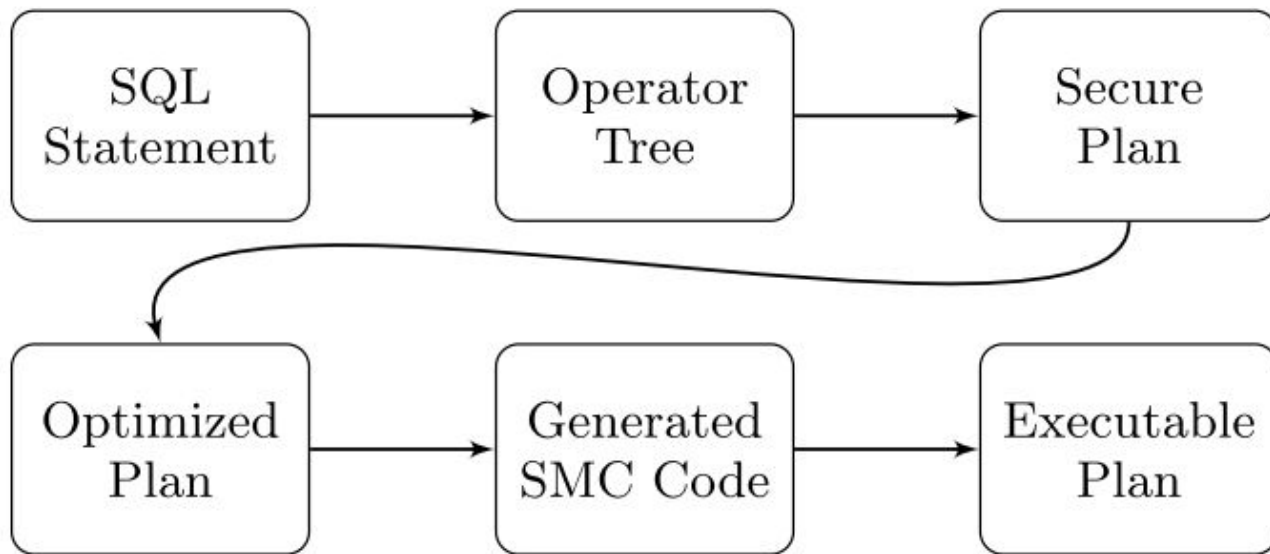 SQL
Statement
Operator
Tree
Secure
Plan
Optimized
Plan
Generated
SMC Code
Executable
Plan